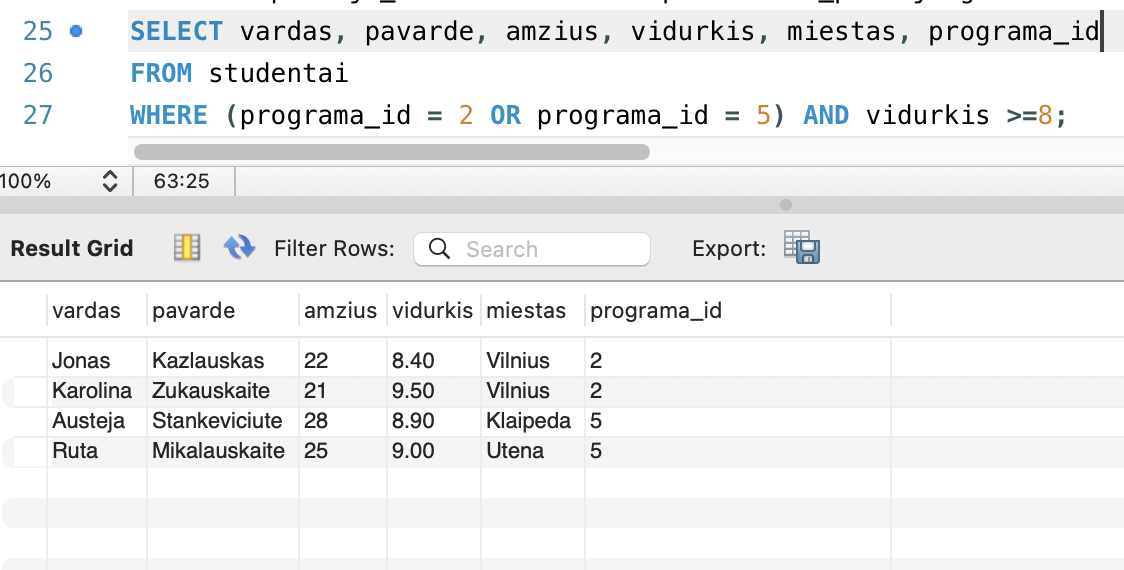 25 SELECT vardas, pavarde, amzius, vidurkis, miestas, programa_id
26 FROM studentai
27 WHERE (programa_id = 2 OR programa_id = 5) AND vidurkis >=8;
100% 63:25
Result Grid Filter Rows: Search Export:
vardas pavarde amzius vidurkis miestas programa_id
Jonas Kazlauskas 22 8.40 Vilnius 2
Karolina Zukauskaite 21 9.50 Vilnius 2
Austeja Stankeviciute 28 8.90 Klaipeda 5
Ruta Mikalauskaite 25 9.00 Utena 5